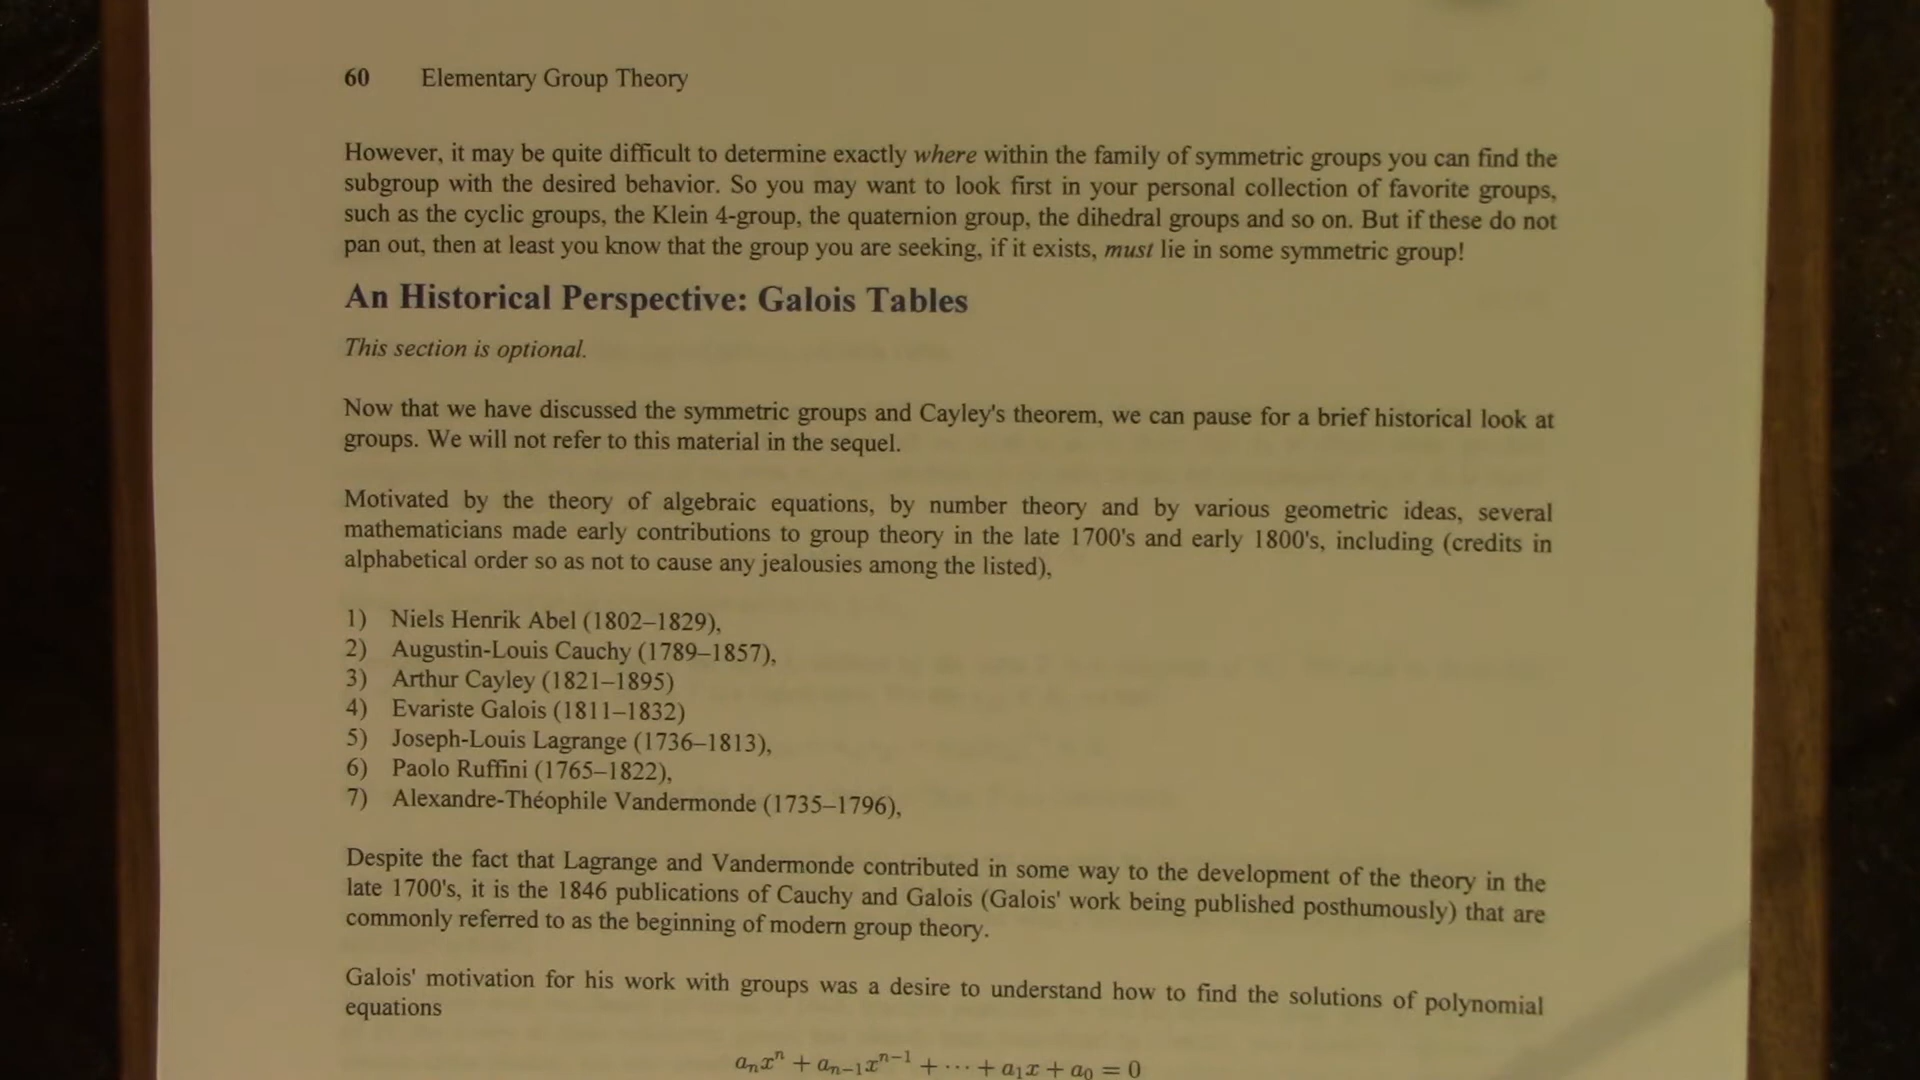 60 Elementary Group Theory
However, it may be quite difficult to determine exactly where within the family of symmetric groups you can find the
subgroup with the desired behavior. So you may want to look first in your personal collection of favorite groups,
such as the cyclic groups, the Klein 4-group, the quaternion group, the dihedral groups and so on. But if these do not
pan out, then at least you know that the group you are seeking, if it exists, must lie in some symmetric group!
An Historical Perspective: Galois Tables
This section is optional.
Now that we have discussed the symmetric groups and Cayley's theorem, we can pause for a brief historical look at
groups. We will not refer to this material in the sequel.
Motivated by the theory of algebraic equations, by number theory and by various geometric ideas, several
mathematicians made early contributions to group theory in the late 1700's and early 1800's, including (credits in
alphabetical order so as not to cause any jealousies among the listed),
1) Niels Henrik Abel (1802–1829),
2) Augustin-Louis Cauchy (1789–1857),
3) Arthur Cayley (1821–1895)
4) Evariste Galois (1811–1832)
5) Joseph-Louis Lagrange (1736–1813),
6) Paolo Ruffini (1765–1822),
7) Alexandre-Théophile Vandermonde (1735–1796),
Despite the fact that Lagrange and Vandermonde contributed in some way to the development of the theory in the
late 1700's, it is the 1846 publications of Cauchy and Galois (Galois' work being published posthumously) that are
commonly referred to as the beginning of modern group theory.
Galois' motivation for his work with groups was a desire to understand how to find the solutions of polynomial
equations
aₙxⁿ + aₙ₋₁xⁿ⁻¹ + ⋯ + a₁x + a₀ = 0